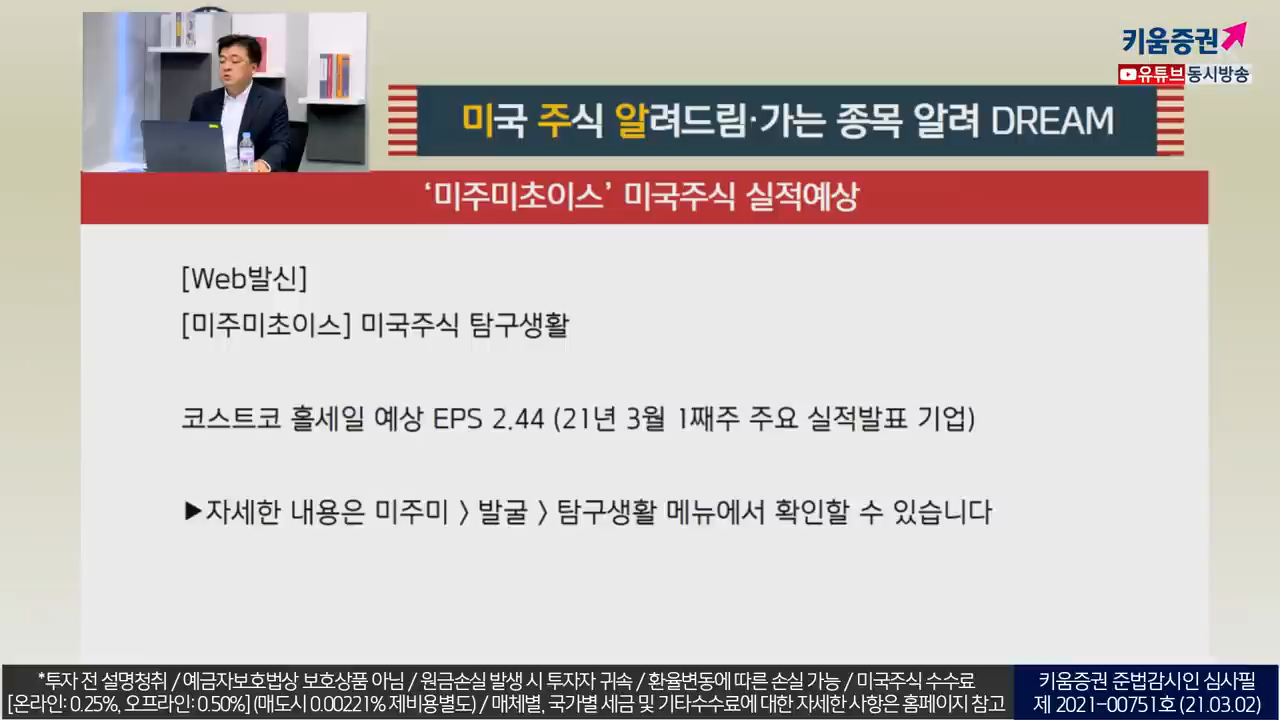 키움증권
유튜브 동시방송
미국 주식 알려드림·가는 종목 알려 DREAM
‘미주미초이스’ 미국주식 실적예상
[Web발신]
[미주미초이스] 미국주식 탐구생활
코스트코 홀세일 예상 EPS 2.44 (21년 3월 1째주 주요 실적발표 기업)
▶자세한 내용은 미주미 > 발굴 > 탐구생활 메뉴에서 확인할 수 있습니다
*투자 전 설명청취 / 예금자보호법상 보호상품 아님 / 원금손실 발생 시 투자자 귀속 / 환율변동에 따른 손실 가능 / 미국주식 수수료
[온라인: 0.25%, 오프라인: 0.50%] (매도시 0.00221% 제비용별도) / 매체별, 국가별 세금 및 기타수수료에 대한 자세한 사항은 홈페이지 참고
키움증권 준법감시인 심사필
제 2021-00751호 (21.03.02)